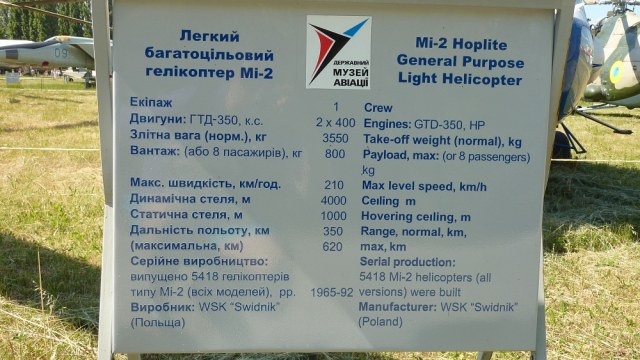 Легкий
багатоцільовий
гелікоптер Мі-2
ДЕРЖАВНИЙ
МУЗЕЙ
АВІАЦІЇ
Mi-2 Hoplite
General Purpose
Light Helicopter
Екіпаж 1 Crew
Двигуни: ГТД-350, к.с. 2 x 400 Engines: GTD-350, HP
Злітна вага (норм.), кг 3550 Take-off weight (normal), kg
Вантаж: (або 8 пасажирів), кг 800 Payload, max: (or 8 passengers)
,kg
Макс. швидкість, км/год. 210 Max level speed, km/h
Динамічна стеля, м 4000 Ceiling m
Статична стеля, м 1000 Hovering ceiling, m
Дальність польоту, км 350 Range, normal, km,
(максимальна, км) 620 max, km
Серійне виробництво: Serial production:
випущено 5418 гелікоптерів 5418 Mi-2 helicopters (all
типу Мі-2 (всіх моделей), рр. 1965-92 versions) were built
Виробник: WSK "Swidnik" Manufacturer: WSK "Swidnik"
(Польща) (Poland)
09